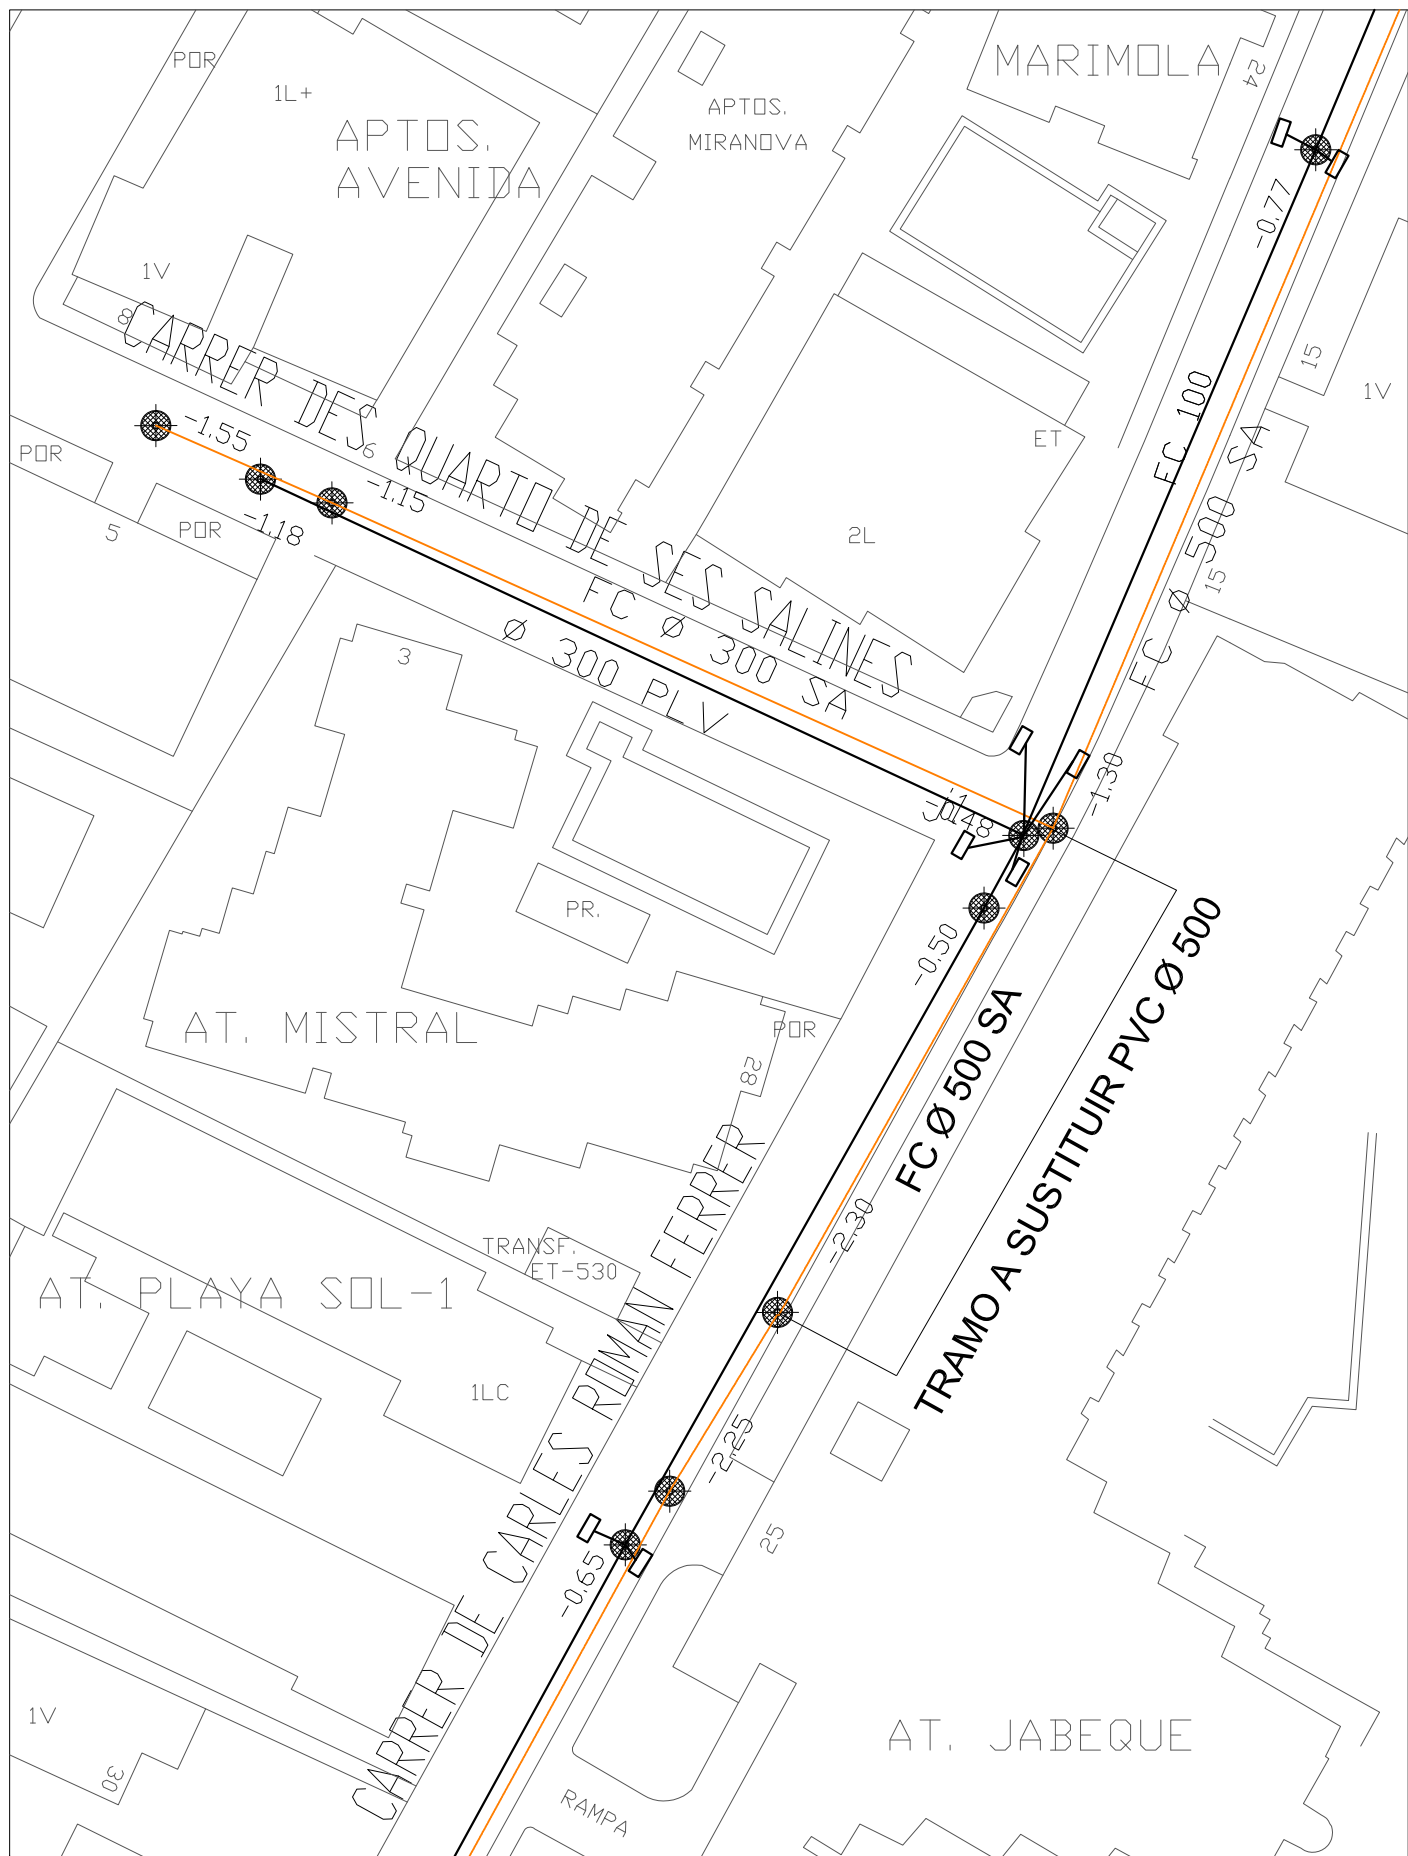 POR
1L+
APTOS.
AVENIDA
APTOS.
MIRANOVA
MARIMOLA
24
-0.77
1V
8
CARRER DES QUARTO DE SES SALINES
15
1V
FC 100
FC Ø 500 SA
ET
-1.55
6
-1.15
POR
-1.18
5
POR
2L
15
FC Ø 300 SA
Ø 300 PLV
3
-1.30
PR.
-0.50
TRAMO A SUSTITUIR PVC Ø 500
FC Ø 500 SA
AT. MISTRAL
POR
28
-2.30
TRANSF.
ET-530
AT. PLAYA SOL-1
1LC
CARRER DE CARLES ROMAN FERRER
-2.25
25
-0.65
1V
30
AT. JABEQUE
RAMPA